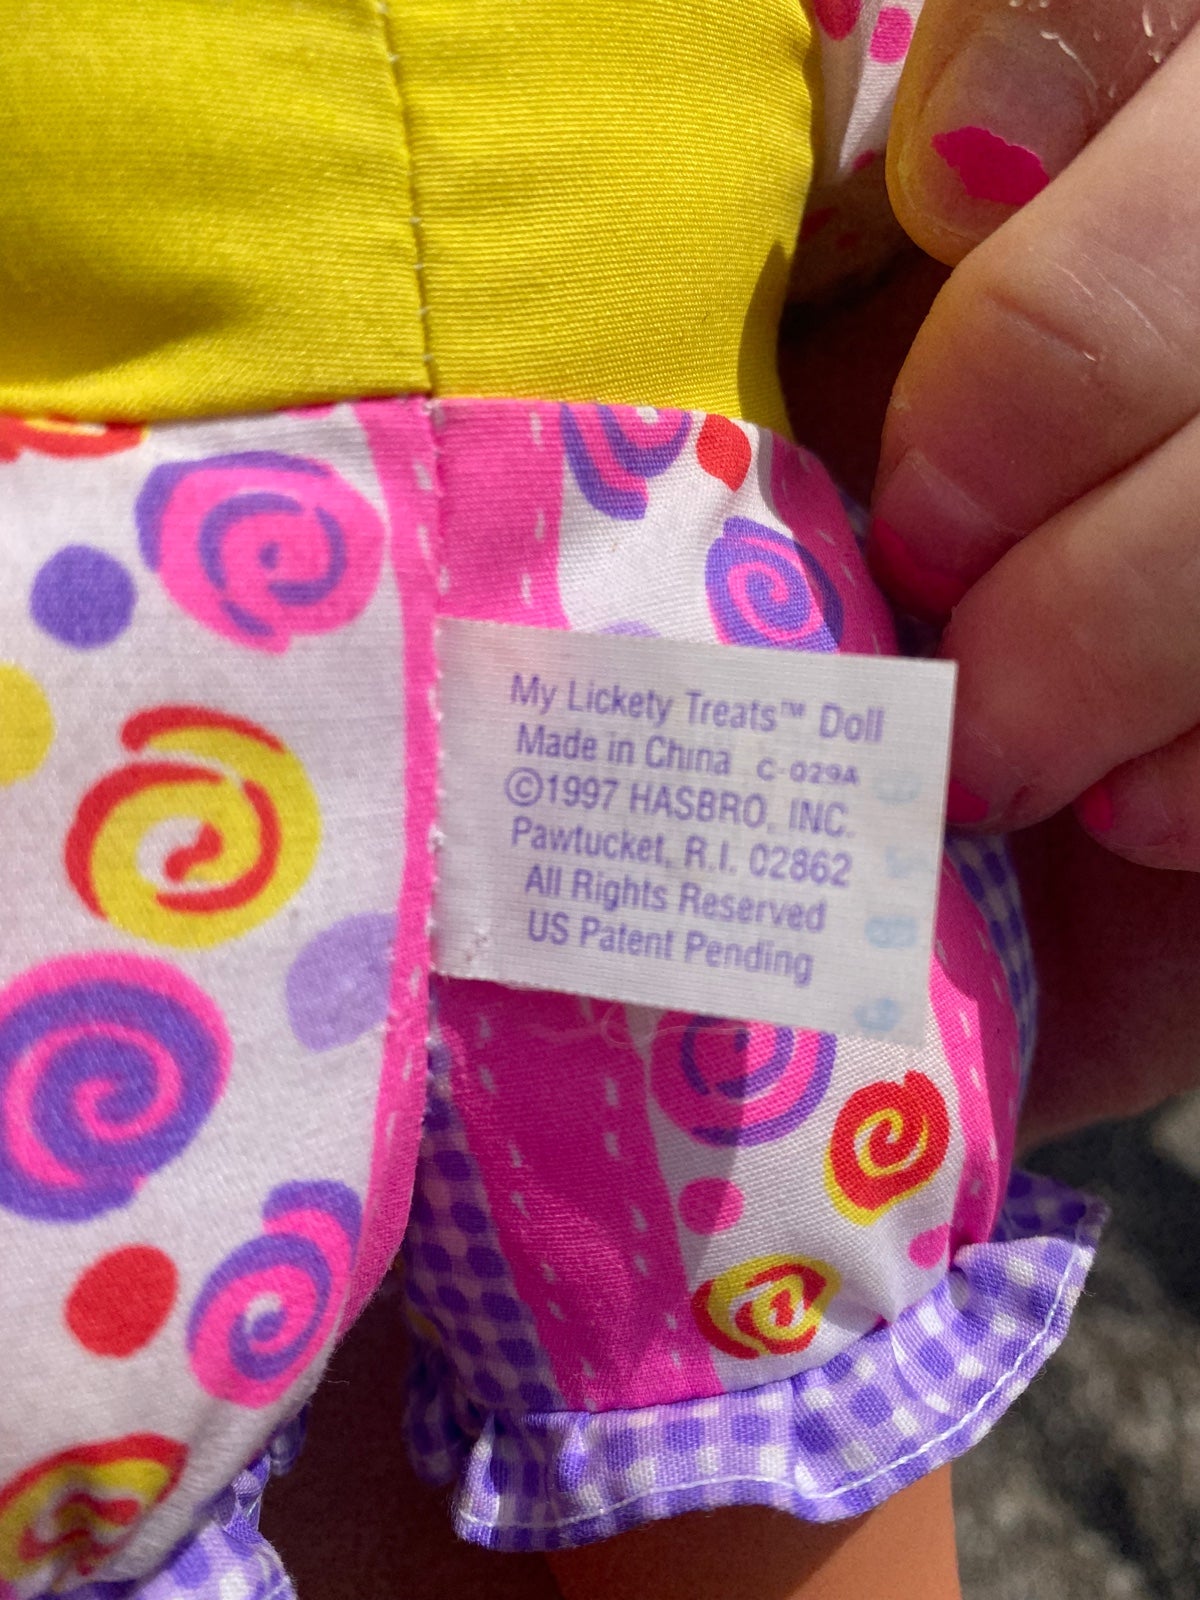 My Lickety Treats™ Doll
Made in China C-029A
©1997 HASBRO, INC.
Pawtucket, R.I. 02862
All Rights Reserved
US Patent Pending